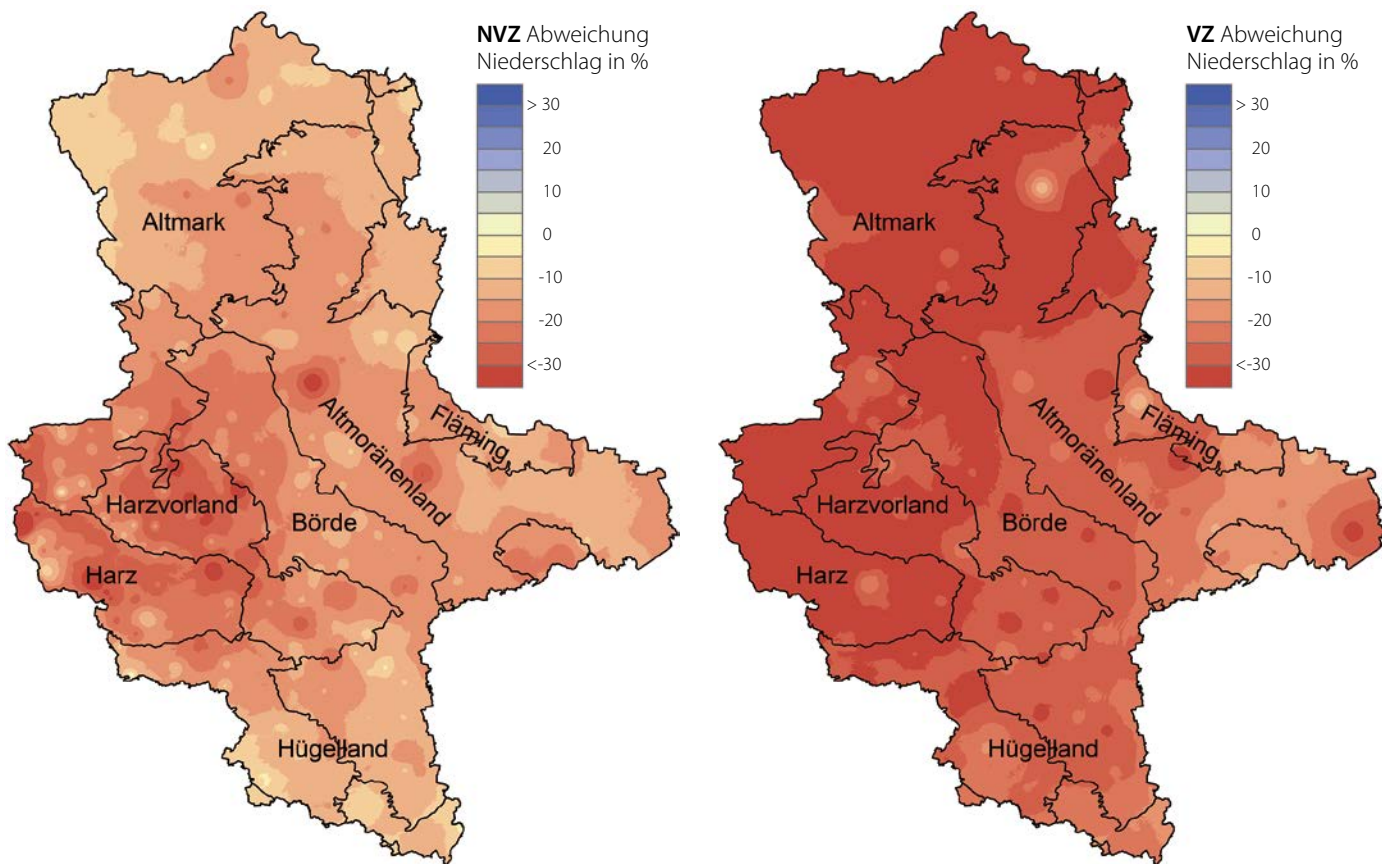 NVZ Abweichung
Niederschlag in %
> 30
20
10
0
-10
-20
<-30
Altmark
Altmoränenland
Fläming
Harzvorland
Börde
Harz
Hügelland
VZ Abweichung
Niederschlag in %
> 30
20
10
0
-10
-20
<-30
Altmark
Altmoränenland
Fläming
Harzvorland
Börde
Harz
Hügelland